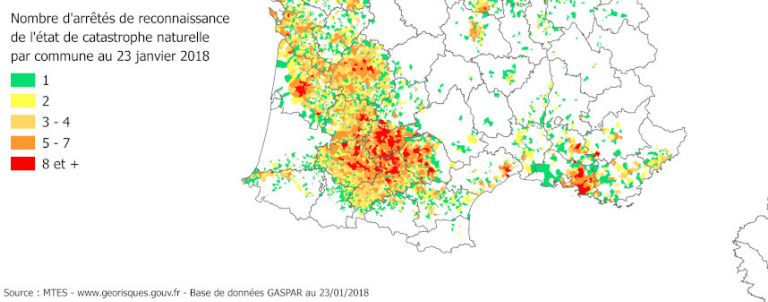 Nombre d'arrêtés de reconnaissance
de l'état de catastrophe naturelle
par commune au 23 janvier 2018
1
2
3 - 4
5 - 7
8 et +
Source : MTES - www.georisques.gouv.fr - Base de données GASPAR au 23/01/2018